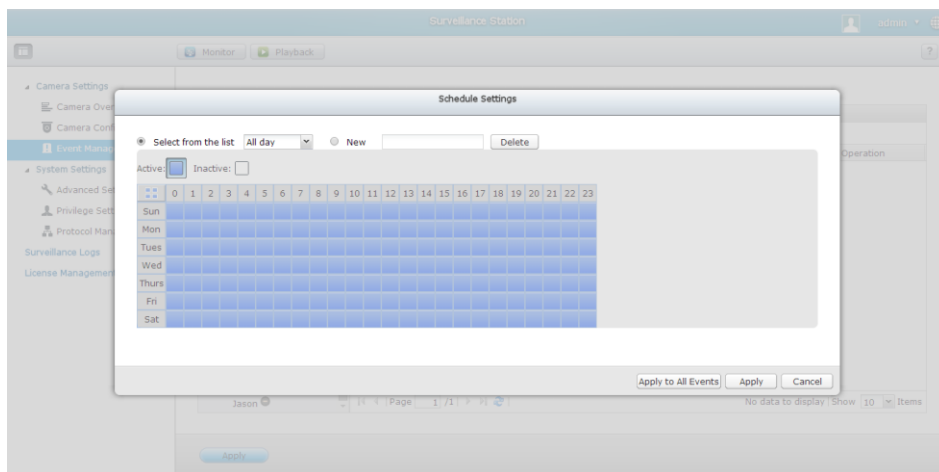 Surveillance Station
admin
Monitor
Playback
?
Camera Settings
Camera Over
Camera Conf
Event Manag
System Settings
Advanced Se
Privilege Sett
Protocol Man
Surveillance Logs
License Managemen
Operation
Schedule Settings
Select from the list All day New Delete
Active: Inactive:
0 1 2 3 4 5 6 7 8 9 10 11 12 13 14 15 16 17 18 19 20 21 22 23
Sun
Mon
Tues
Wed
Thurs
Fri
Sat
Apply to All Events Apply Cancel
Jason Page 1 /1 No data to display Show 10 Items
Apply